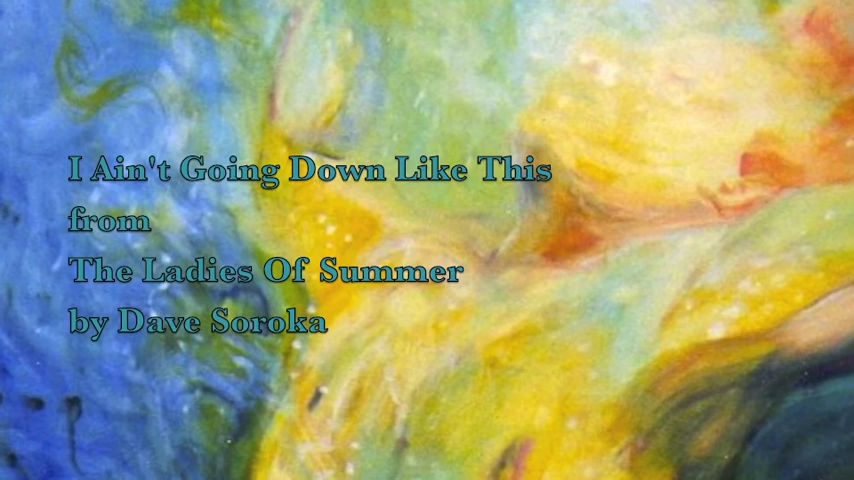 I Ain't Going Down Like This
from
The Ladies Of Summer
by Dave Soroka